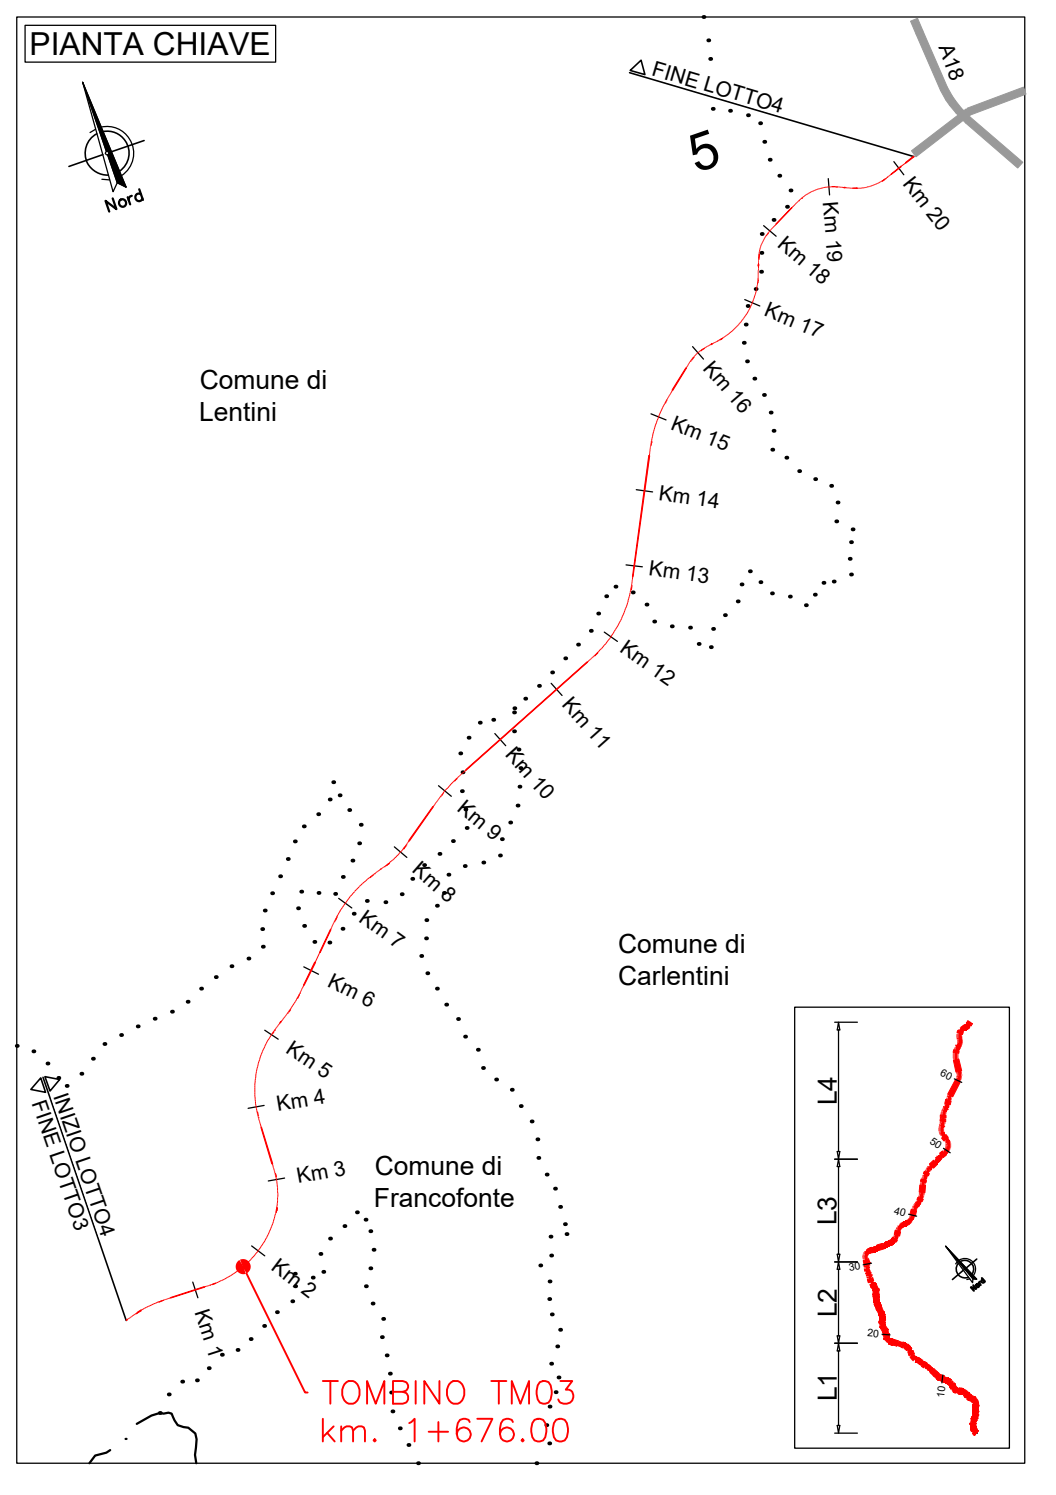 PIANTA CHIAVE
Nord
FINE LOTTO4
A18
5
Km 20
Km 19
Km 18
Km 17
Km 16
Km 15
Km 14
Km 13
Km 12
Km 11
Km 10
Km 9
Km 8
Km 7
Km 6
Km 5
Km 4
Km 3
Km 2
Km 1
Comune di
Lentini
Comune di
Carlentini
Comune di
Francofonte
INIZIO LOTTO4
FINE LOTTO3
TOMBINO TM03
km. 1+676.00
L4
L3
L2
L1
60
50
40
30
20
10